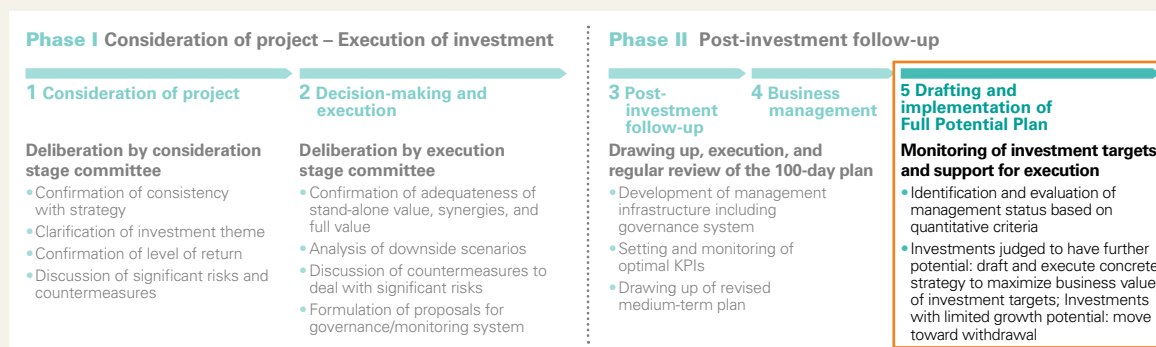 Phase I Consideration of project – Execution of investment
1 Consideration of project
Deliberation by consideration
stage committee
• Confirmation of consistency
with strategy
• Clarification of investment theme
• Confirmation of level of return
• Discussion of significant risks and
countermeasures
2 Decision-making and
execution
Deliberation by execution
stage committee
• Confirmation of adequateness of
stand-alone value, synergies, and
full value
• Analysis of downside scenarios
• Discussion of countermeasures to
deal with significant risks
• Formulation of proposals for
governance/monitoring system
Phase II Post-investment follow-up
3 Post-
investment
follow-up
4 Business
management
Drawing up, execution, and
regular review of the 100-day plan
• Development of management
infrastructure including
governance system
• Setting and monitoring of
optimal KPIs
• Drawing up of revised
medium-term plan
5 Drafting and
implementation of
Full Potential Plan
Monitoring of investment targets
and support for execution
• Identification and evaluation of
management status based on
quantitative criteria
• Investments judged to have further
potential: draft and execute concrete
strategy to maximize business value
of investment targets; Investments
with limited growth potential: move
toward withdrawal